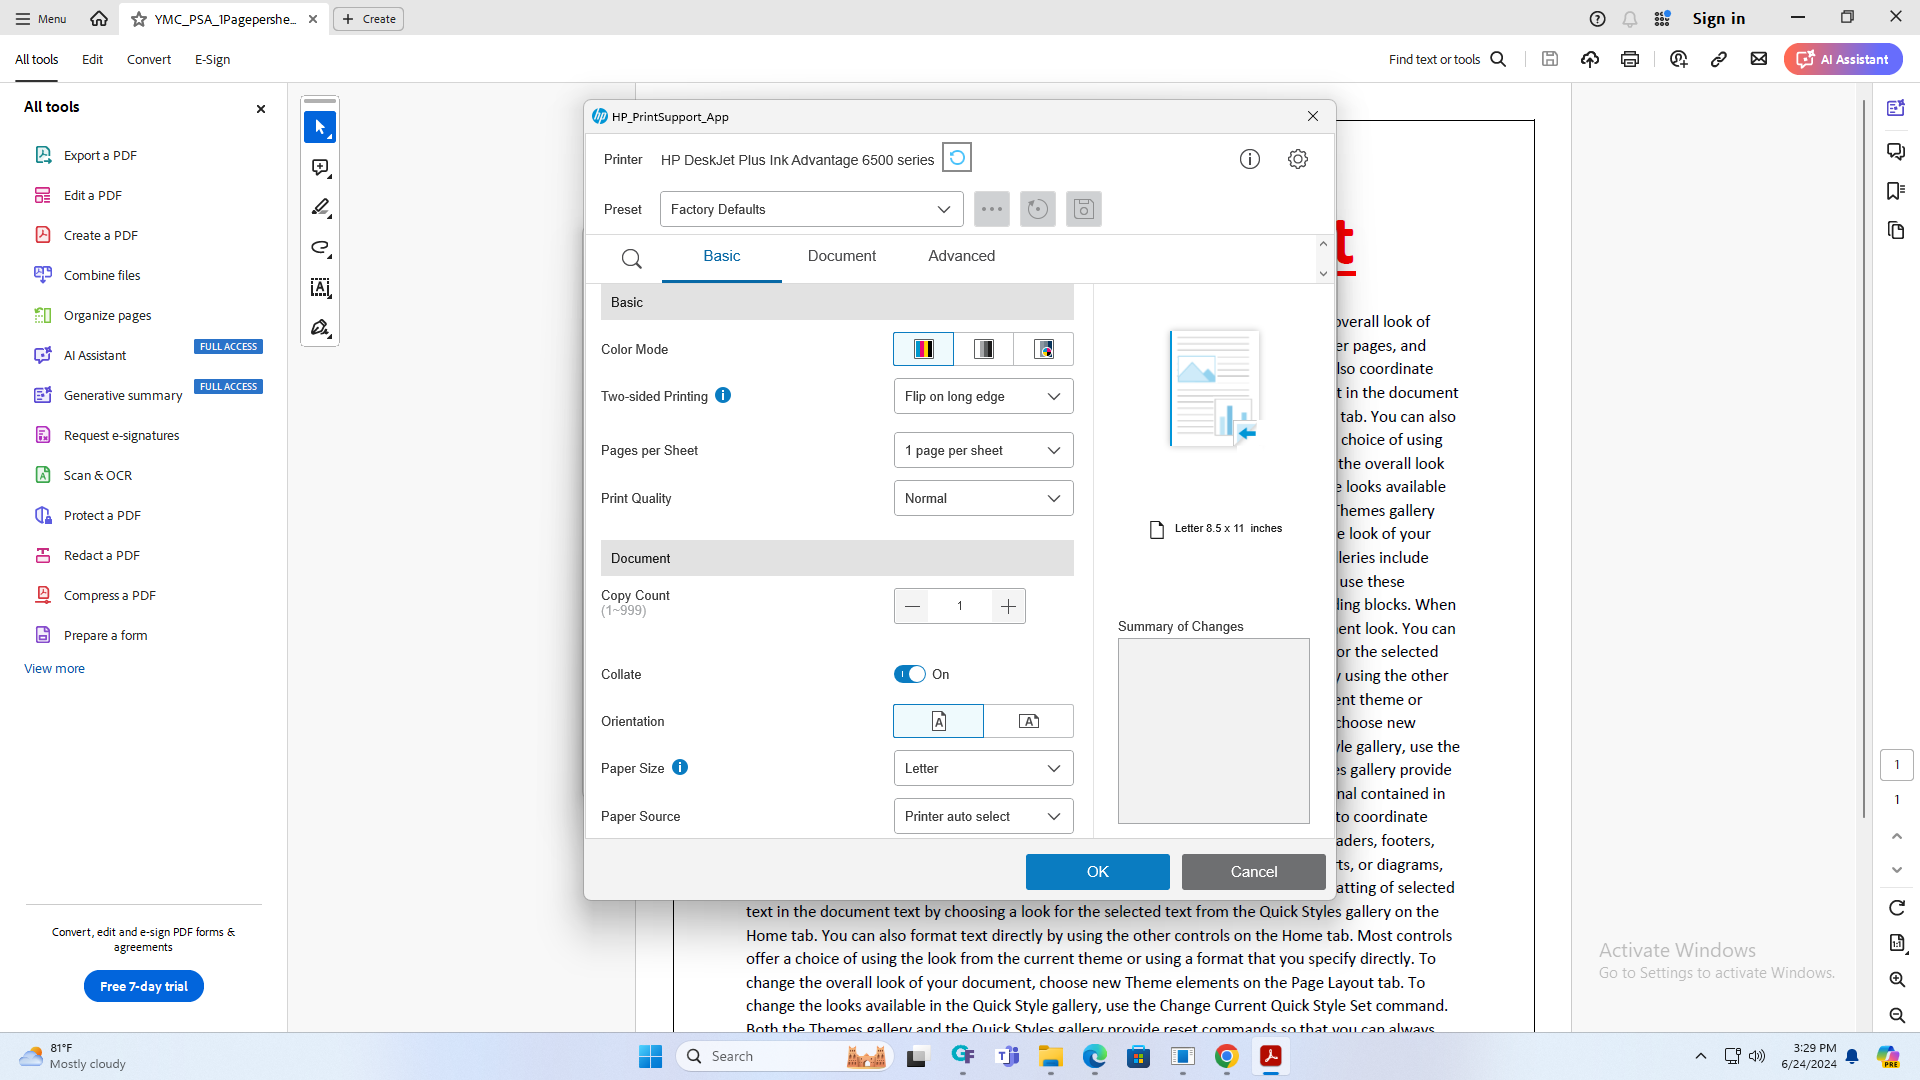 Menu
YMC_PSA_1Pagepershe...
Create
Sign in
All tools
Edit
Convert
E-Sign
Find text or tools
AI Assistant
All tools
Export a PDF
Edit a PDF
Create a PDF
Combine files
Organize pages
AI Assistant
FULL ACCESS
Generative summary
FULL ACCESS
Request e-signatures
Scan & OCR
Protect a PDF
Redact a PDF
Compress a PDF
Prepare a form
View more
Convert, edit and e-sign PDF forms &
agreements
Free 7-day trial
HP_PrintSupport_App
Printer
HP DeskJet Plus Ink Advantage 6500 series
Preset
Factory Defaults
Basic
Document
Advanced
Basic
Color Mode
Two-sided Printing
Flip on long edge
Pages per Sheet
1 page per sheet
Print Quality
Normal
Document
Copy Count
(1~999)
1
Collate
On
Orientation
Paper Size
Letter
Paper Source
Printer auto select
Letter 8.5 x 11 inches
Summary of Changes
OK
Cancel
t
overall look of
er pages, and
lso coordinate
t in the document
tab. You can also
choice of using
the overall look
e looks available
Themes gallery
e look of your
lleries include
use these
ling blocks. When
ent look. You can
or the selected
y using the other
ent theme or
choose new
yle gallery, use the
s gallery provide
nal contained in
to coordinate
aders, footers,
rts, or diagrams,
atting of selected
text in the document text by choosing a look for the selected text from the Quick Styles gallery on the
Home tab. You can also format text directly by using the other controls on the Home tab. Most controls
offer a choice of using the look from the current theme or using a format that you specify directly. To
change the overall look of your document, choose new Theme elements on the Page Layout tab. To
change the looks available in the Quick Style gallery, use the Change Current Quick Style Set command.
Both the Themes gallery and the Quick Styles gallery provide reset commands so that you can always
1
1
Activate Windows
Go to Settings to activate Windows.
81°F
Mostly cloudy
Search
3:29 PM
6/24/2024